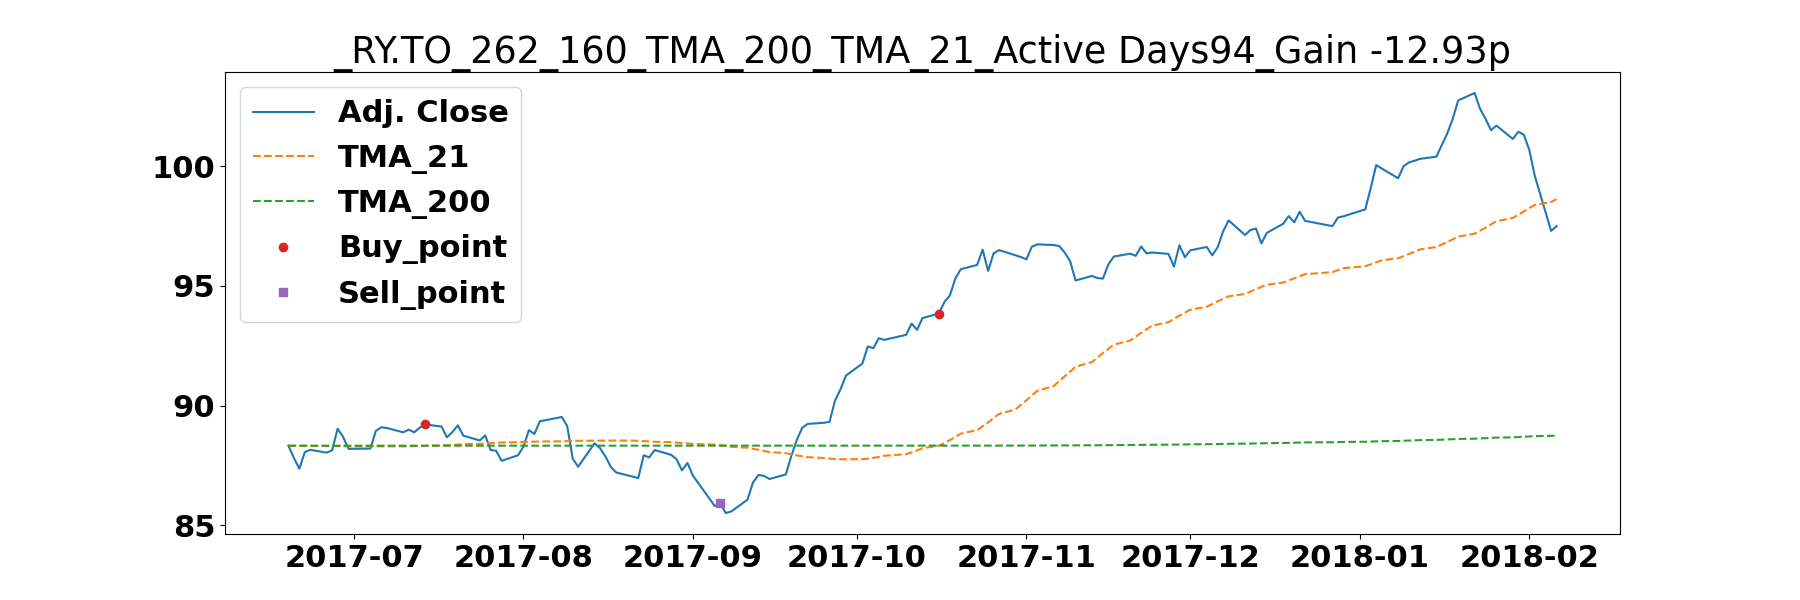 _RY.TO_262_160_TMA_200_TMA_21_Active Days94_Gain -12.93p
Adj. Close
TMA_21
TMA_200
Buy_point
Sell_point
100
95
90
85
2017-07 2017-08 2017-09 2017-10 2017-11 2017-12 2018-01 2018-02